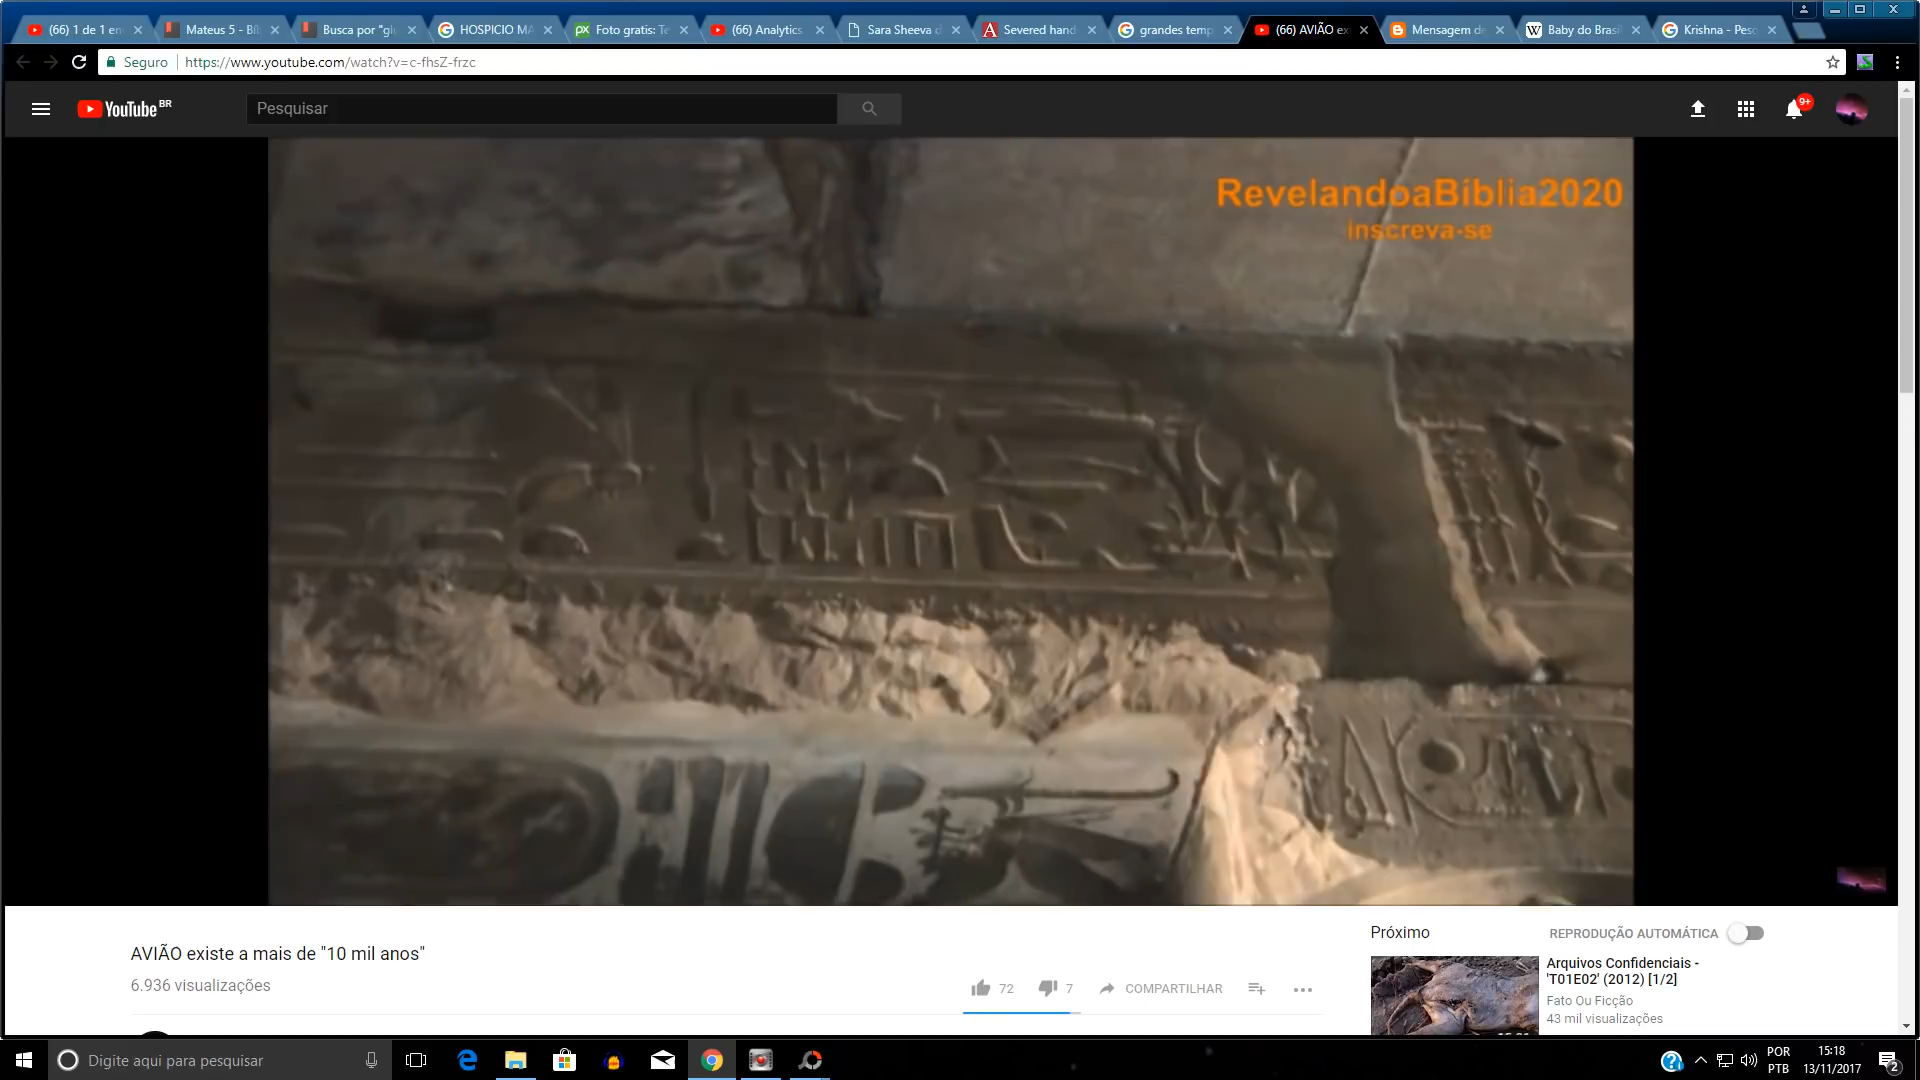 (66) 1 de 1 en
Mateus 5 - Bí
Busca por "gl
HOSPICIO MA
Foto gratis: Te
(66) Analytics
Sara Sheeva d
Severed hand
grandes temp
(66) AVIÃO ex
Mensagem de
Baby do Brasi
Krishna - Pesq
Seguro
https://www.youtube.com/watch?v=c-fhsZ-frzc
YouTube BR
Pesquisar
9+
RevelandoaBíblia2020
inscreva-se
AVIÃO existe a mais de "10 mil anos"
6.936 visualizações
72
7
COMPARTILHAR
Próximo
REPRODUÇÃO AUTOMÁTICA
Arquivos Confidenciais -
'T01E02' (2012) [1/2]
Fato Ou Ficção
43 mil visualizações
Digite aqui para pesquisar
POR
PTB
15:18
13/11/2017
2